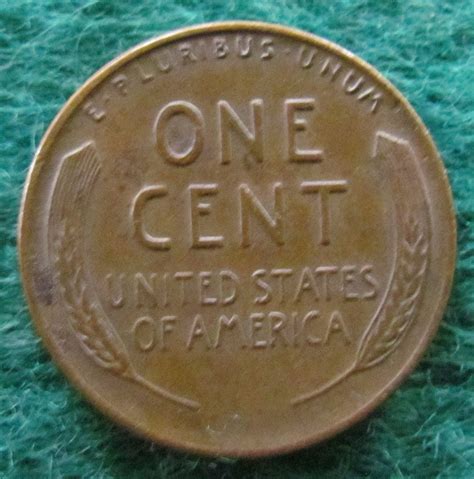 E·PLURIBUS·UNUM
ONE
CENT
UNITED STATES
OF AMERICA